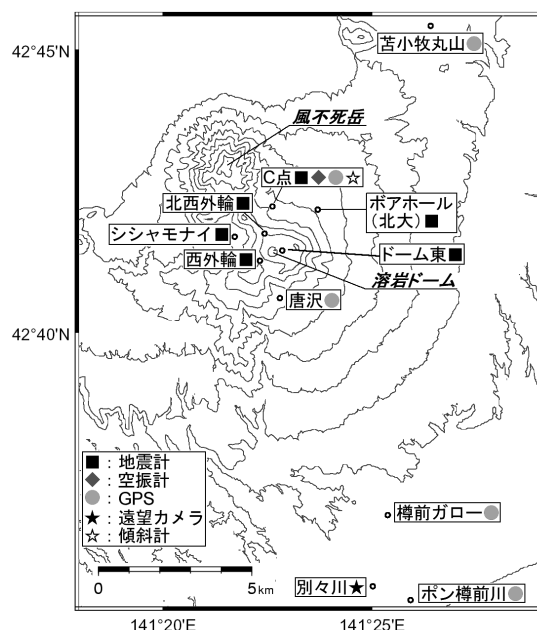 42°45'N
苫小牧丸山●
風不死岳
C点■◆●☆
北西外輪■
ボアホール
(北大)■
シシャモナイ■
西外輪■
ドーム東■
溶岩ドーム
唐沢●
42°40'N
■:地震計
◆:空振計
●:GPS
★:遠望カメラ
☆:傾斜計
樽前ガロー●
0 5km
別々川★
ポン樽前川●
141°20'E 141°25'E